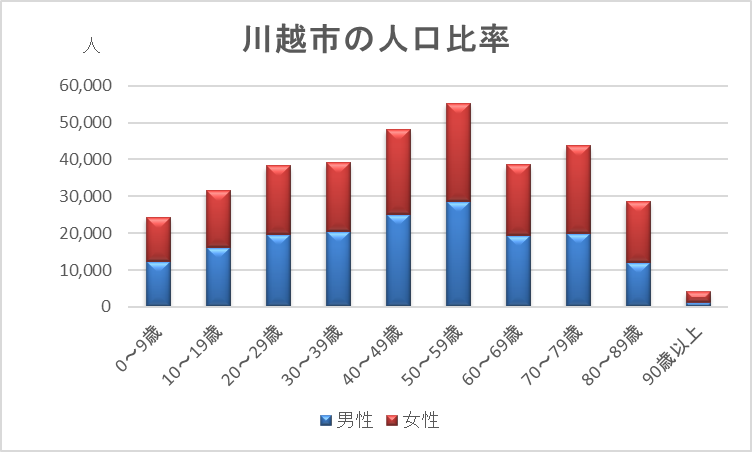 川越市の人口比率
人
60,000
50,000
40,000
30,000
20,000
10,000
0
0～9歳
10～19歳
20～29歳
30～39歳
40～49歳
50～59歳
60～69歳
70～79歳
80～89歳
90歳以上
男性 女性